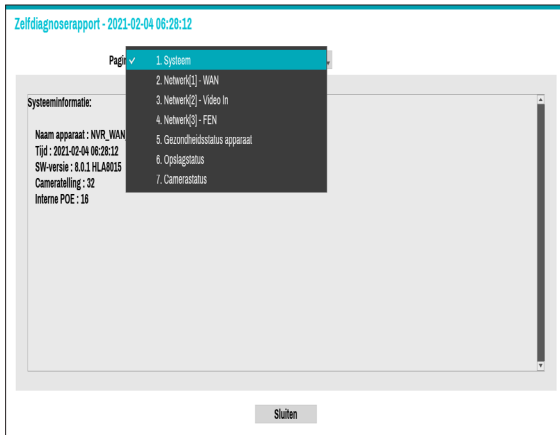 Zelfdiagnoserapport - 2021-02-04 06:28:12
Pagin
✓ 1. Systeem
2. Netwerk[1] - WAN
3. Netwerk[2] - Video In
4. Netwerk[3] - FEN
5. Gezondheidsstatus apparaat
6. Opslagstatus
7. Camerastatus
Systeeminformatie:
Naam apparaat : NVR_WAN
Tijd : 2021-02-04 06:28:12
SW-versie : 8.0.1 HLA8015
Cameratelling : 32
Interne POE : 16
Sluiten